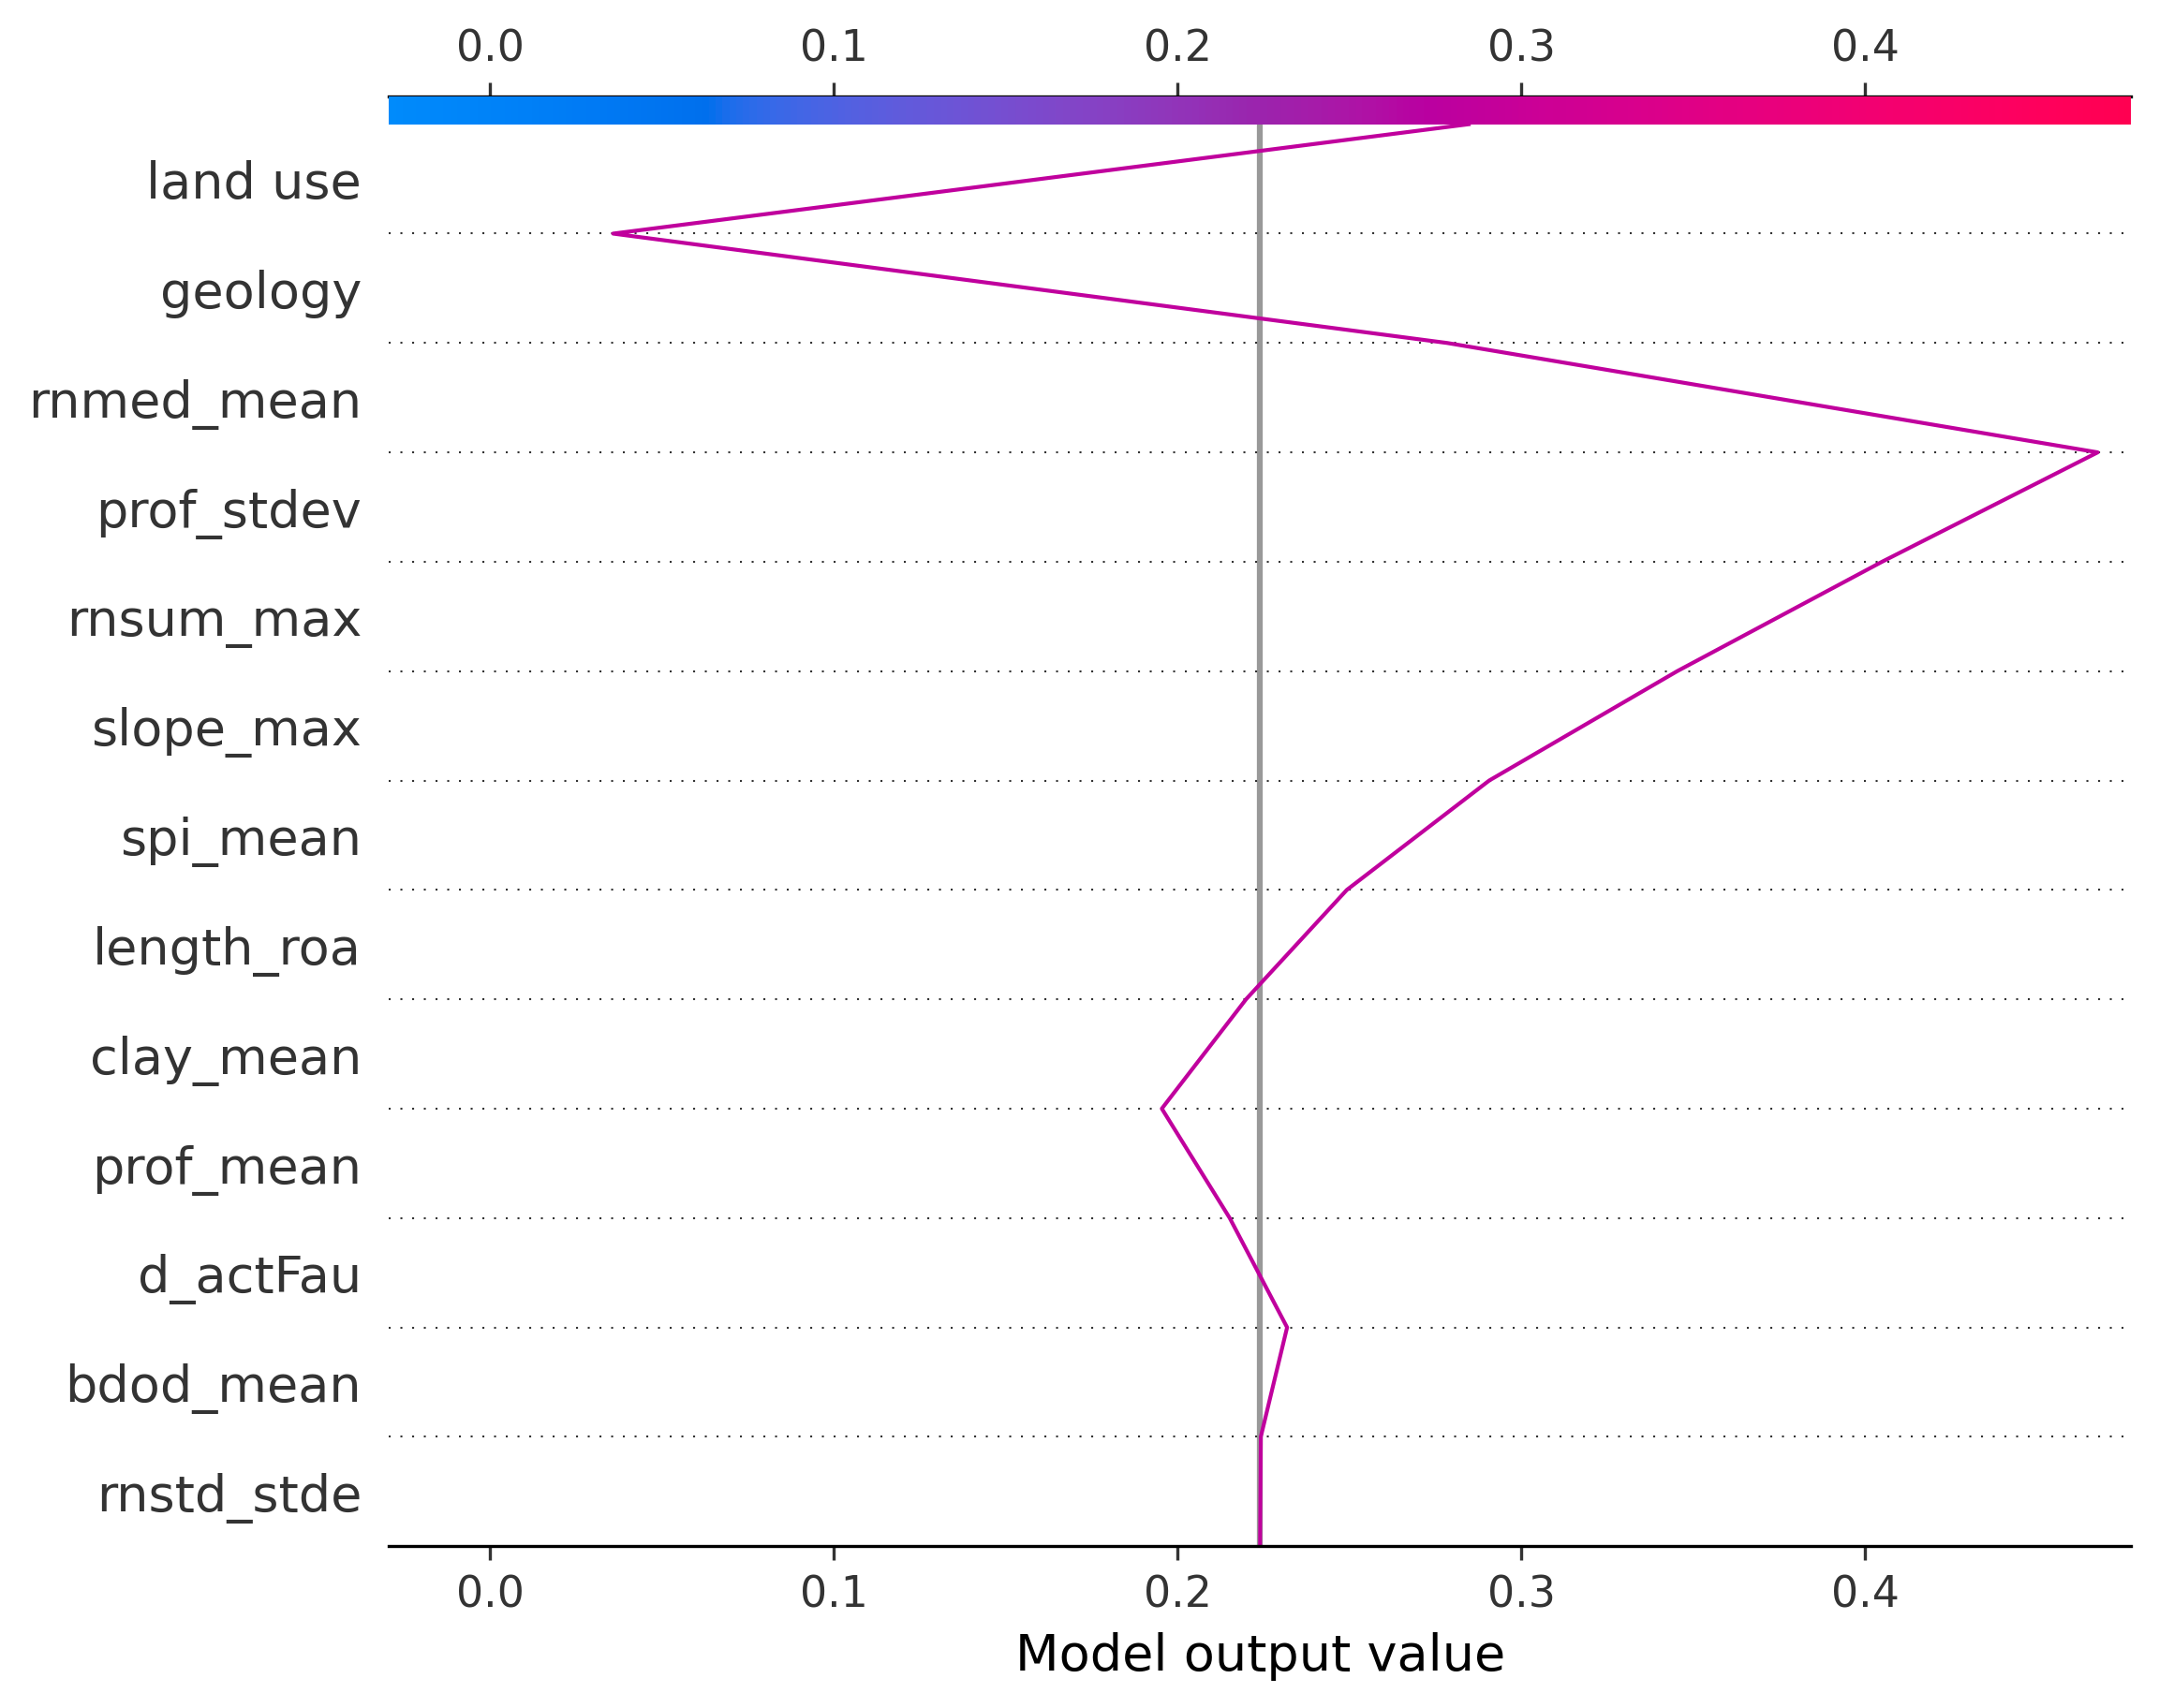 0.0 0.1 0.2 0.3 0.4
land use
geology
rnmed_mean
prof_stdev
rnsum_max
slope_max
spi_mean
length_roa
clay_mean
prof_mean
d_actFau
bdod_mean
rnstd_stde
0.0 0.1 0.2 0.3 0.4
Model output value